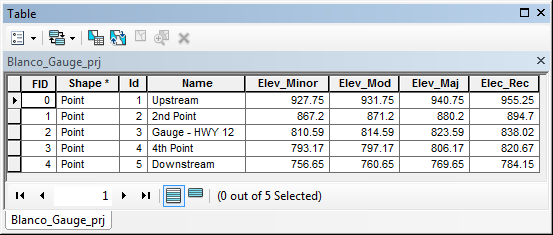 Table
Blanco_Gauge_prj
FID Shape * Id Name Elev_Minor Elev_Mod Elev_Maj Elec_Rec
0 Point 1 Upstream 927.75 931.75 940.75 955.25
1 Point 2 2nd Point 867.2 871.2 880.2 894.7
2 Point 3 Gauge - HWY 12 810.59 814.59 823.59 838.02
3 Point 4 4th Point 793.17 797.17 806.17 820.67
4 Point 5 Downstream 756.65 760.65 769.65 784.15
1 (0 out of 5 Selected)
Blanco_Gauge_prj